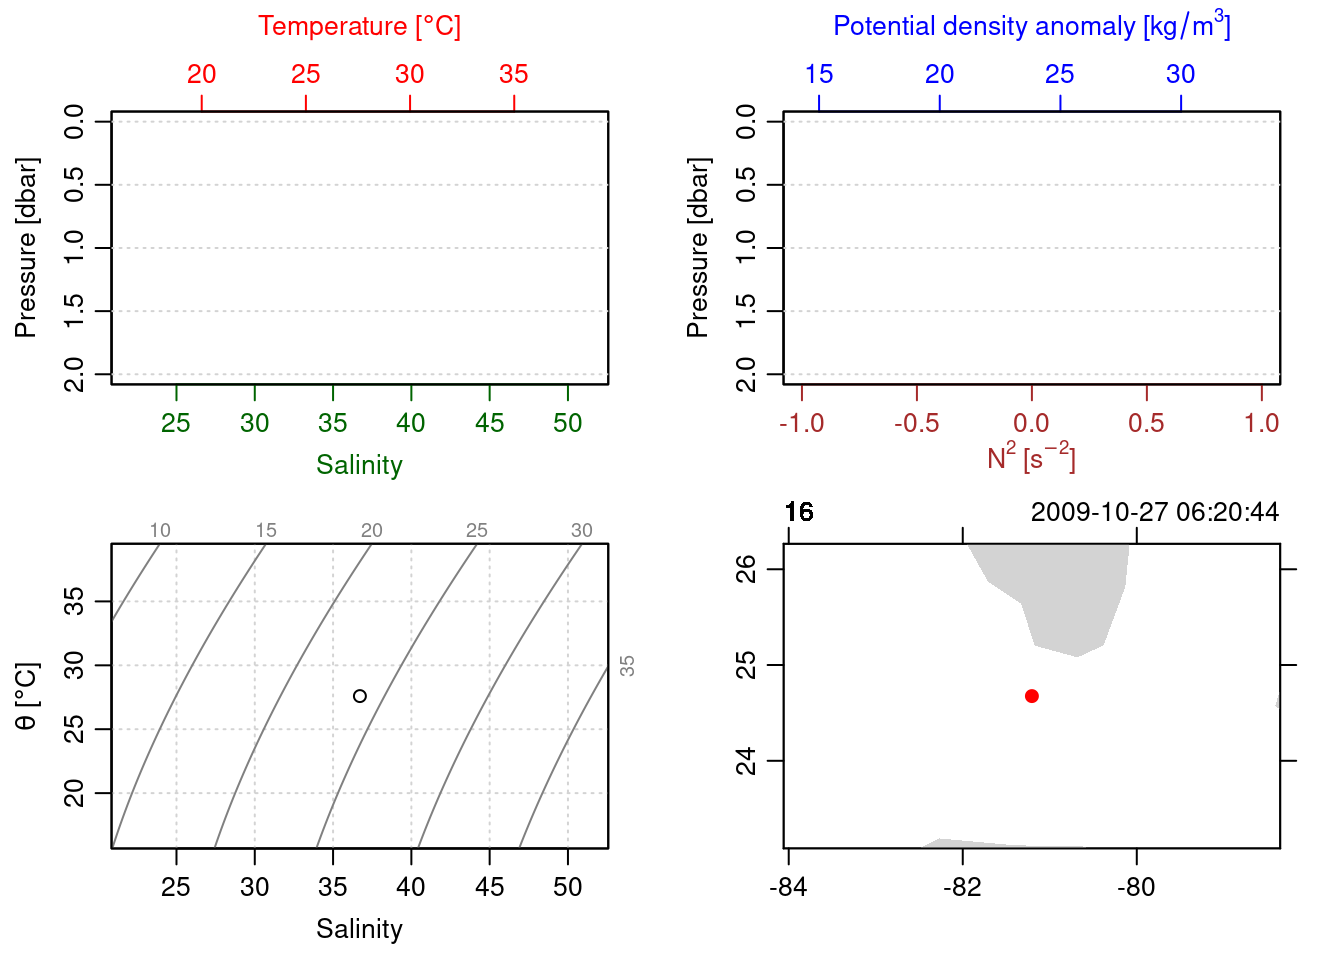 Temperature [°C]
20 25 30 35
Pressure [dbar]
0.0 0.5 1.0 1.5 2.0
25 30 35 40 45 50
Salinity
Potential density anomaly [kg/m³]
15 20 25 30
Pressure [dbar]
0.0 0.5 1.0 1.5 2.0
-1.0 -0.5 0.0 0.5 1.0
N² [s⁻²]
10 15 20 25 30
35
θ [°C]
35 30 25 20
25 30 35 40 45 50
Salinity
16 2009-10-27 06:20:44
26 25 24
-84 -82 -80